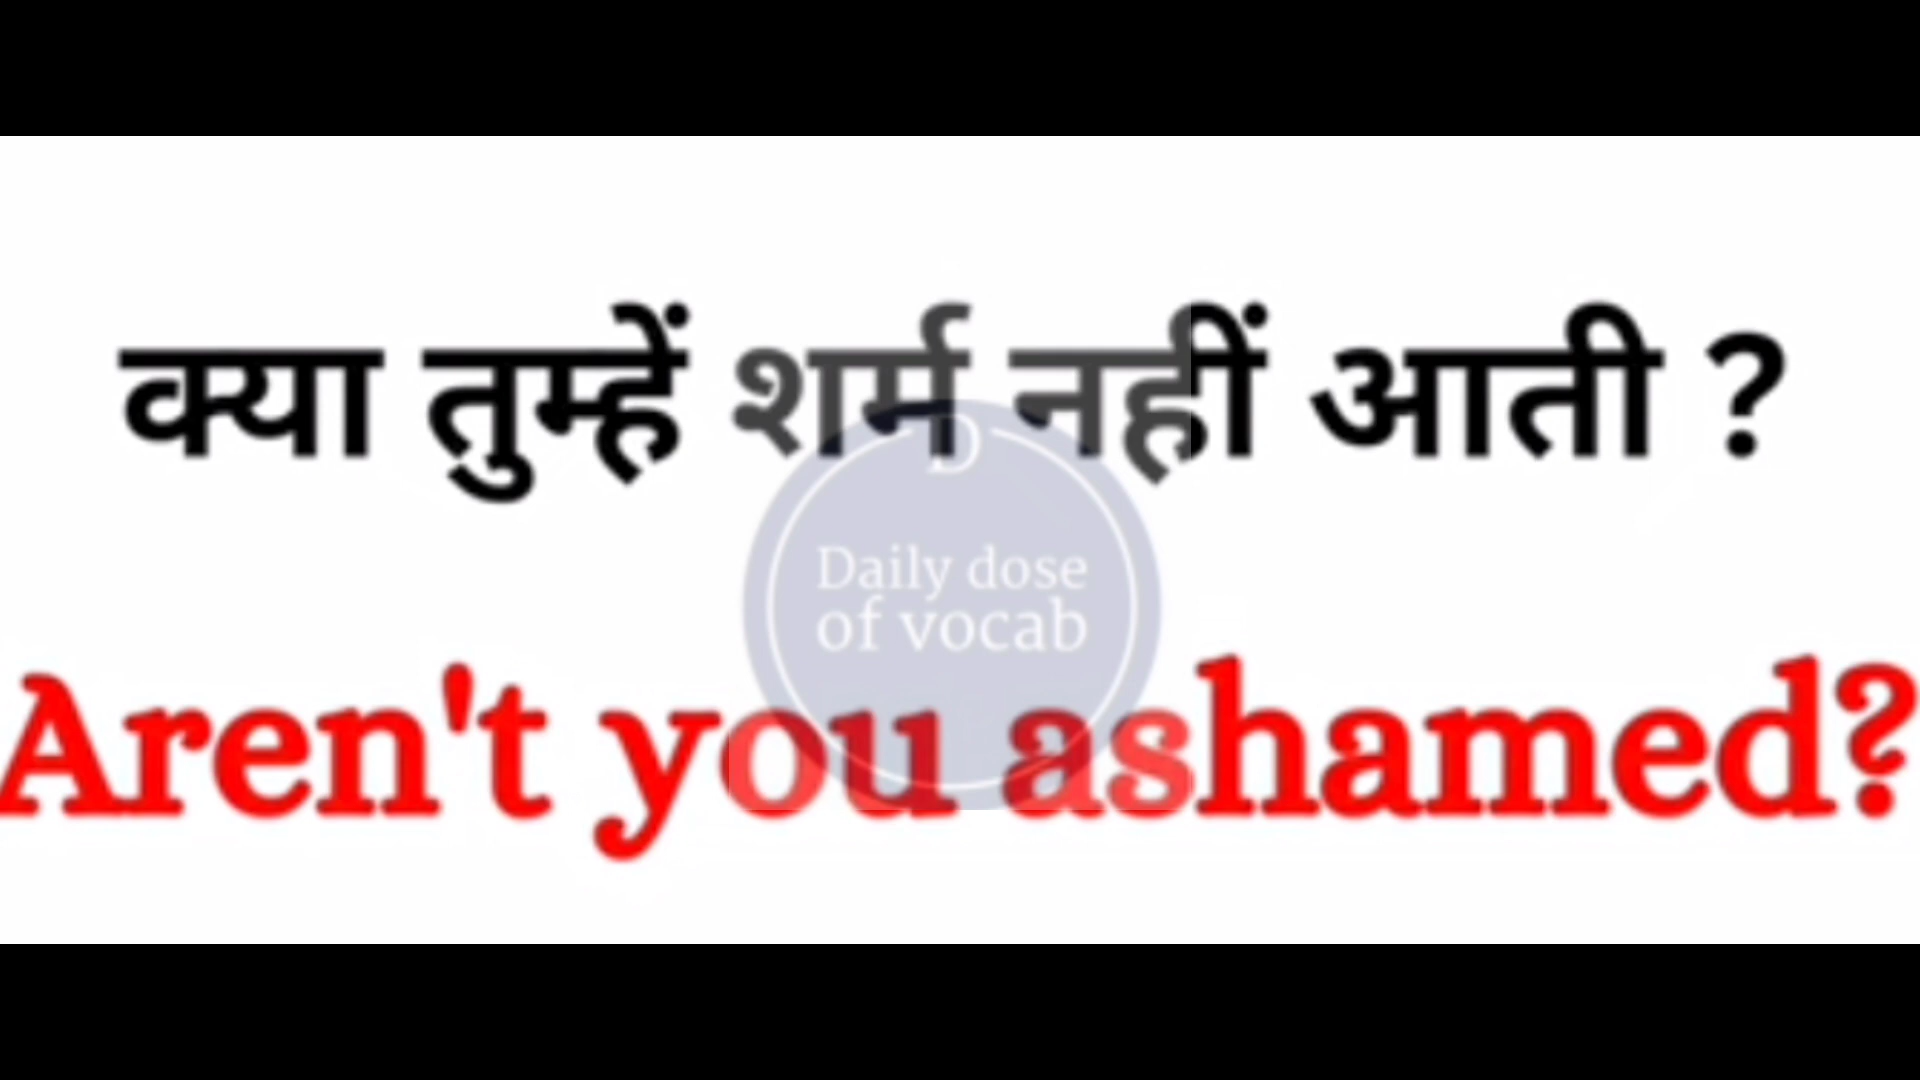 क्या तुम्हें शर्म नहीं आती ?
D
Daily dose
of vocab
Aren't you ashamed?